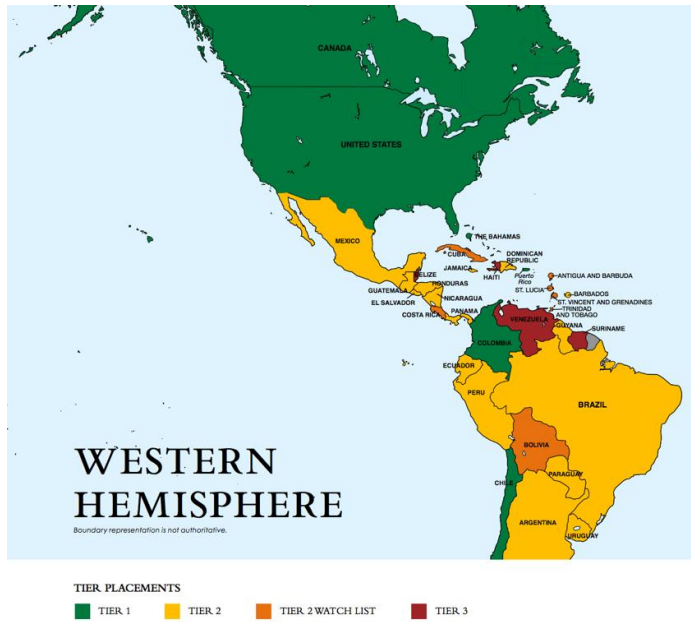 CANADA
UNITED STATES
MEXICO
THE BAHAMAS
CUBA
DOMINICAN
REPUBLIC
JAMAICA
BELIZE
HAITI
Puerto
Rico
ANTIGUA AND BARBUDA
HONDURAS
GUATEMALA
ST. LUCIA
BARBADOS
EL SALVADOR
NICARAGUA
ST. VINCENT AND GRENADINES
COSTA RICA
PANAMA
TRINIDAD
AND TOBAGO
VENEZUELA
GUYANA
SURINAME
COLOMBIA
ECUADOR
PERU
BRAZIL
BOLIVIA
PARAGUAY
CHILE
ARGENTINA
URUGUAY
WESTERN
HEMISPHERE
Boundary representation is not authoritative.
TIER PLACEMENTS
TIER 1 TIER 2 TIER 2 WATCH LIST TIER 3